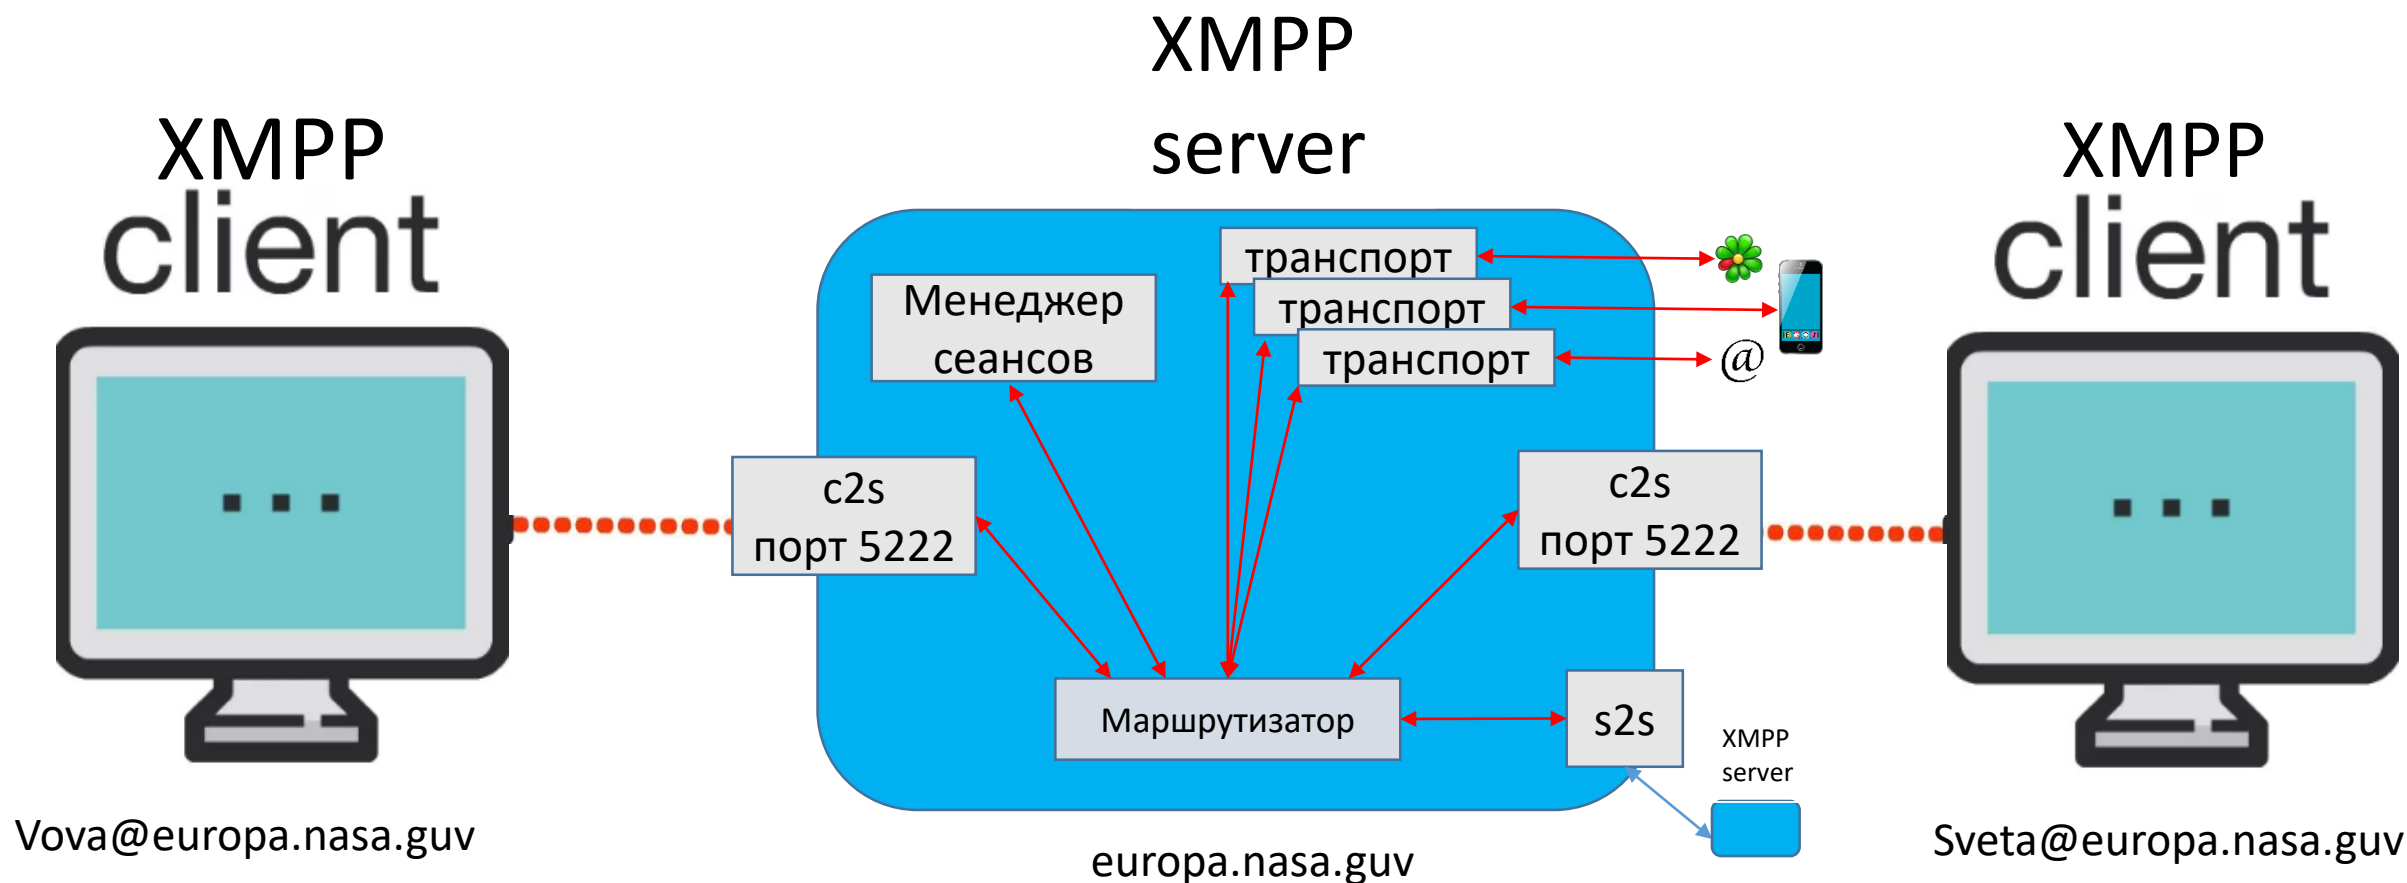 XMPP
server
XMPP
client
XMPP
client
транспорт
транспорт
транспорт
Менеджер
сеансов
@
c2s
порт 5222
c2s
порт 5222
Маршрутизатор
s2s
XMPP
server
Vova@europa.nasa.guv
europa.nasa.guv
Sveta@europa.nasa.guv